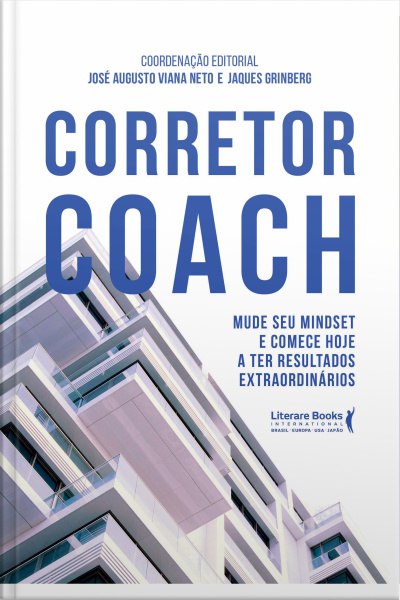 COORDENAÇÃO EDITORIAL
JOSÉ AUGUSTO VIANA NETO E JAQUES GRINBERG
CORRETOR
COACH
MUDE SEU MINDSET
E COMECE HOJE
A TER RESULTADOS
EXTRAORDINÁRIOS
Literare Books
INTERNATIONAL
BRASIL · EUROPA · USA · JAPÃO